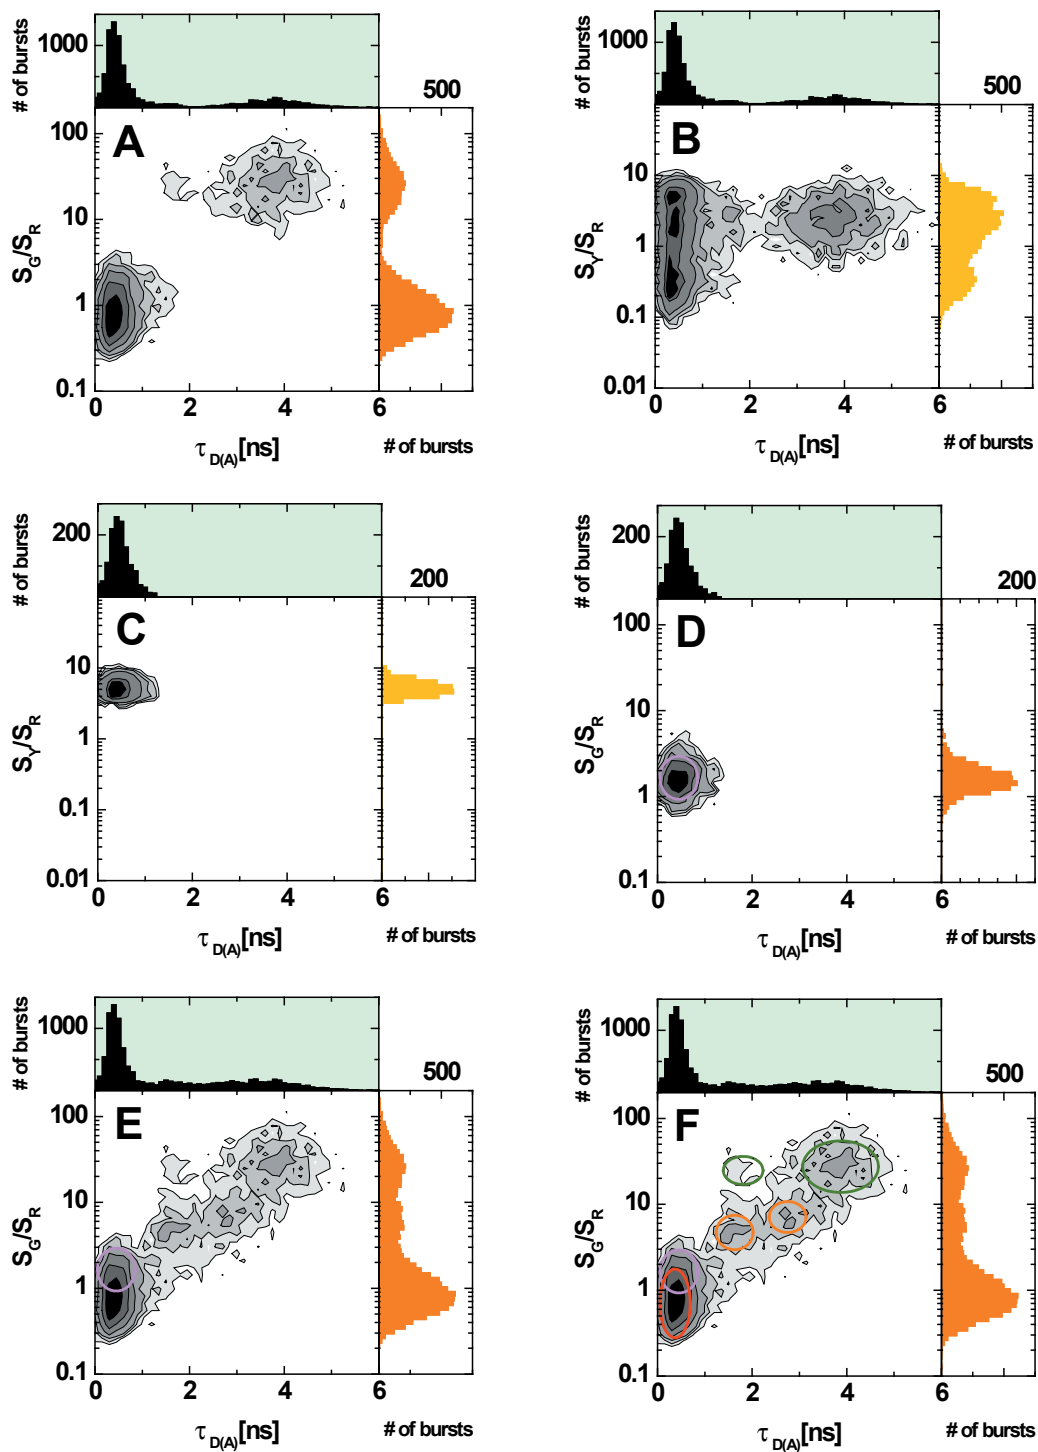 # of bursts
1000
500
A
S_G/S_R
100
10
1
0.1
0 2 4 6
τ_D(A)[ns]
# of bursts
# of bursts
1000
500
B
S_Y/S_R
100
10
1
0.1
0.01
0 2 4 6
τ_D(A)[ns]
# of bursts
# of bursts
200
200
C
S_Y/S_R
10
1
0.1
0.01
0 2 4 6
τ_D(A)[ns]
# of bursts
# of bursts
200
200
D
S_G/S_R
100
10
1
0.1
0 2 4 6
τ_D(A)[ns]
# of bursts
# of bursts
1000
500
E
S_G/S_R
100
10
1
0.1
0 2 4 6
τ_D(A)[ns]
# of bursts
# of bursts
1000
500
F
S_G/S_R
100
10
1
0.1
0 2 4 6
τ_D(A)[ns]
# of bursts